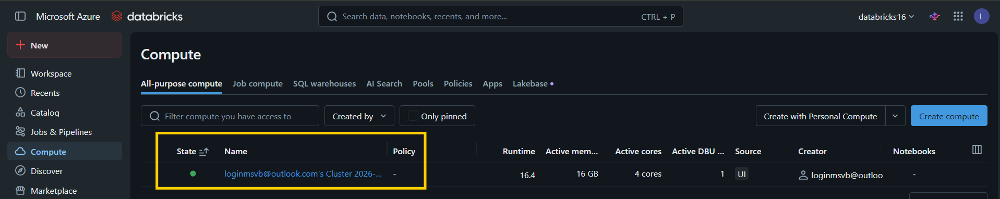 Microsoft Azure databricks Search data, notebooks, recents, and more... CTRL + P databricks16 L
New
Workspace
Recents
Catalog
Jobs & Pipelines
Compute
Discover
Marketplace
Compute
All-purpose compute Job compute SQL warehouses AI Search Pools Policies Apps Lakebase
Filter compute you have access to Created by Only pinned Create with Personal Compute Create compute
State Name Policy Runtime Active mem... Active cores Active DBU ... Source Creator Notebooks
loginmsvb@outlook.com's Cluster 2026-... - 16.4 16 GB 4 cores 1 UI loginmsvb@outloo -